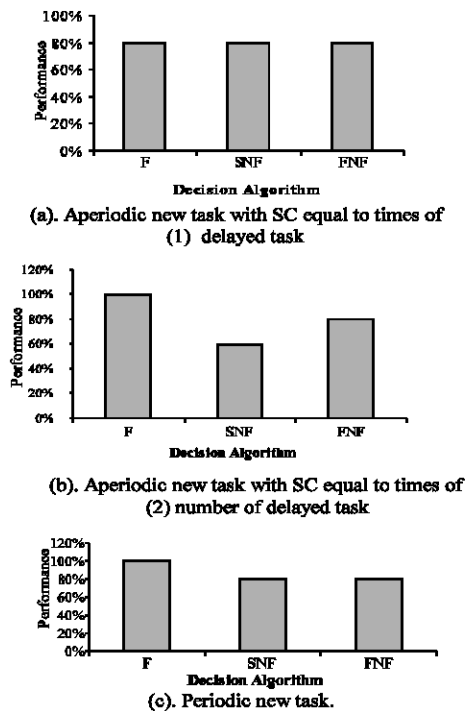 100%
80%
60%
40%
20%
0%
Performance
F SNF FNF
Decision Algorithm
(a). Aperiodic new task with SC equal to times of
(1) delayed task
120%
100%
80%
60%
40%
20%
0%
Performance
F SNF FNF
Decision Algorithm
(b). Aperiodic new task with SC equal to times of
(2) number of delayed task
120%
100%
80%
60%
40%
20%
0%
Performance
F SNF FNF
Decision Algorithm
(c). Periodic new task.